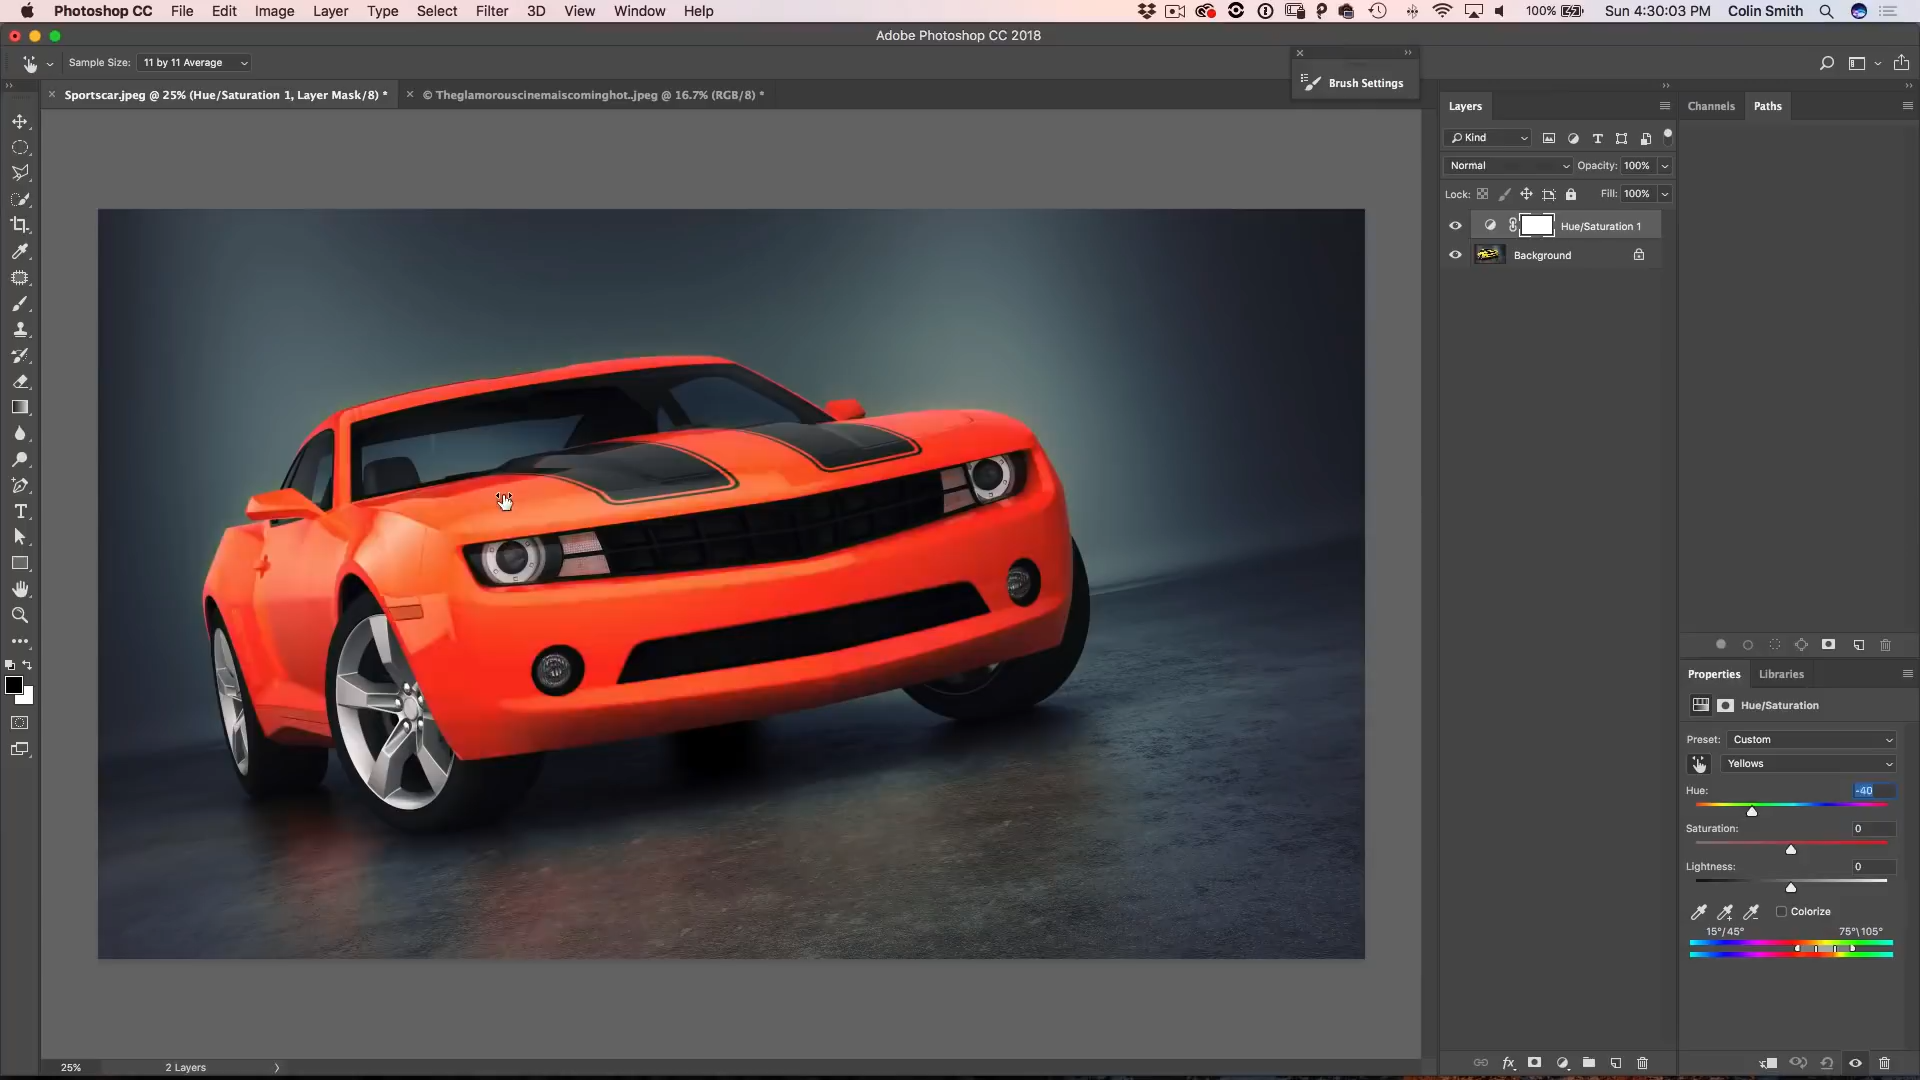 Photoshop CC File Edit Image Layer Type Select Filter 3D View Window Help 100% Sun 4:30:03 PM Colin Smith
Adobe Photoshop CC 2018
Sample Size: 11 by 11 Average
Brush Settings
Sportscar.jpeg @ 25% (Hue/Saturation 1, Layer Mask/8) *
© Theglamorouscinemaiscominghot..jpeg @ 16.7% (RGB/8) *
Layers
Channels Paths
Kind
Normal Opacity: 100%
Lock: Fill: 100%
Hue/Saturation 1
Background
Properties Libraries
Hue/Saturation
Preset: Custom
Yellows
Hue: -40
Saturation: 0
Lightness: 0
Colorize
15°/45° 75°\105°
25% 2 Layers